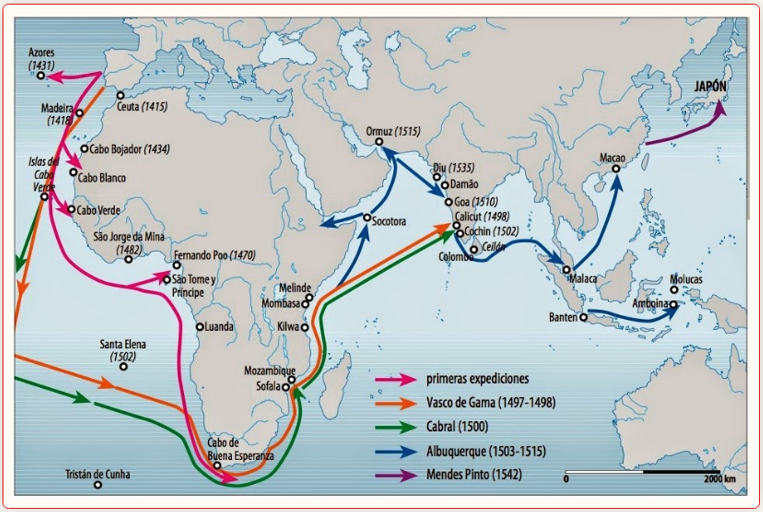 Azores
(1431)
Madeira
(1418)
Ceuta (1415)
Cabo Bojador (1434)
Islas del
Cabo
Verde
Cabo Blanco
Cabo Verde
São Jorge da Mina
(1482)
Fernando Poo (1470)
São Tome y
Príncipe
Luanda
Santa Elena
(1502)
Tristán de Cunha
Cabo de
Buena Esperanza
Melinde
Mombasa
Kilwa
Mozambique
Sofala
Socotora
Ormuz (1515)
Diu (1535)
Damão
Goa (1510)
Calicut (1498)
Cochin (1502)
Ceilán
Colombo
Malaca
Banten
Molucas
Amboina
Macao
JAPÓN
primeras expediciones
Vasco de Gama (1497-1498)
Cabral (1500)
Albuquerque (1503-1515)
Mendes Pinto (1542)
0
2000 km